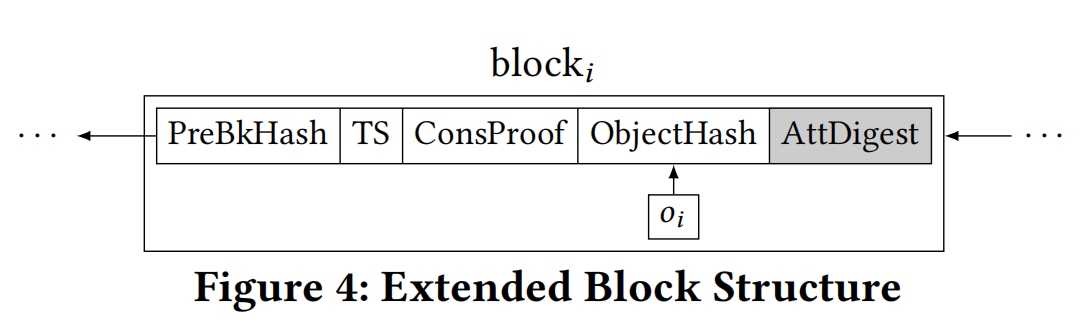 block_i
··· PreBkHash TS ConsProof ObjectHash AttDigest ···
o_i
Figure 4: Extended Block Structure